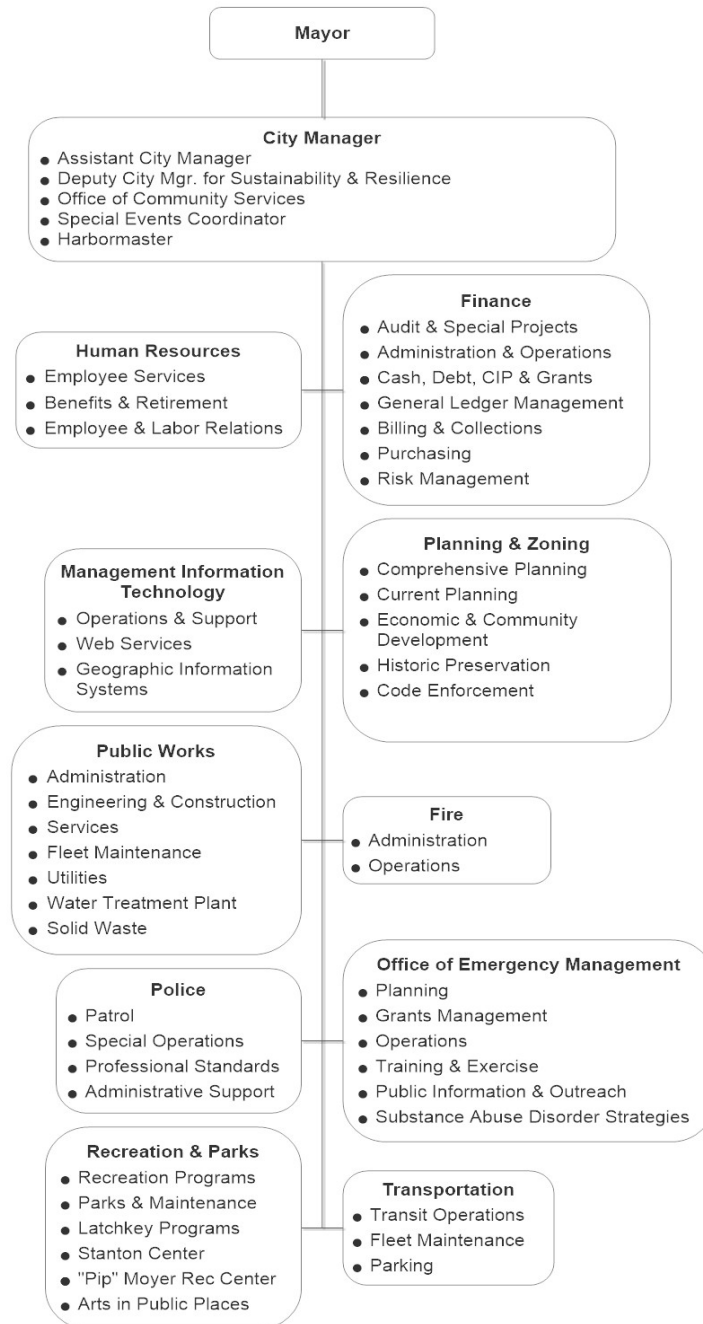 Mayor
City Manager
● Assistant City Manager
● Deputy City Mgr. for Sustainability & Resilience
● Office of Community Services
● Special Events Coordinator
● Harbormaster
Human Resources
● Employee Services
● Benefits & Retirement
● Employee & Labor Relations
Finance
● Audit & Special Projects
● Administration & Operations
● Cash, Debt, CIP & Grants
● General Ledger Management
● Billing & Collections
● Purchasing
● Risk Management
Management Information
Technology
● Operations & Support
● Web Services
● Geographic Information
Systems
Planning & Zoning
● Comprehensive Planning
● Current Planning
● Economic & Community
Development
● Historic Preservation
● Code Enforcement
Public Works
● Administration
● Engineering & Construction
● Services
● Fleet Maintenance
● Utilities
● Water Treatment Plant
● Solid Waste
Fire
● Administration
● Operations
Police
● Patrol
● Special Operations
● Professional Standards
● Administrative Support
Office of Emergency Management
● Planning
● Grants Management
● Operations
● Training & Exercise
● Public Information & Outreach
● Substance Abuse Disorder Strategies
Recreation & Parks
● Recreation Programs
● Parks & Maintenance
● Latchkey Programs
● Stanton Center
● "Pip" Moyer Rec Center
● Arts in Public Places
Transportation
● Transit Operations
● Fleet Maintenance
● Parking